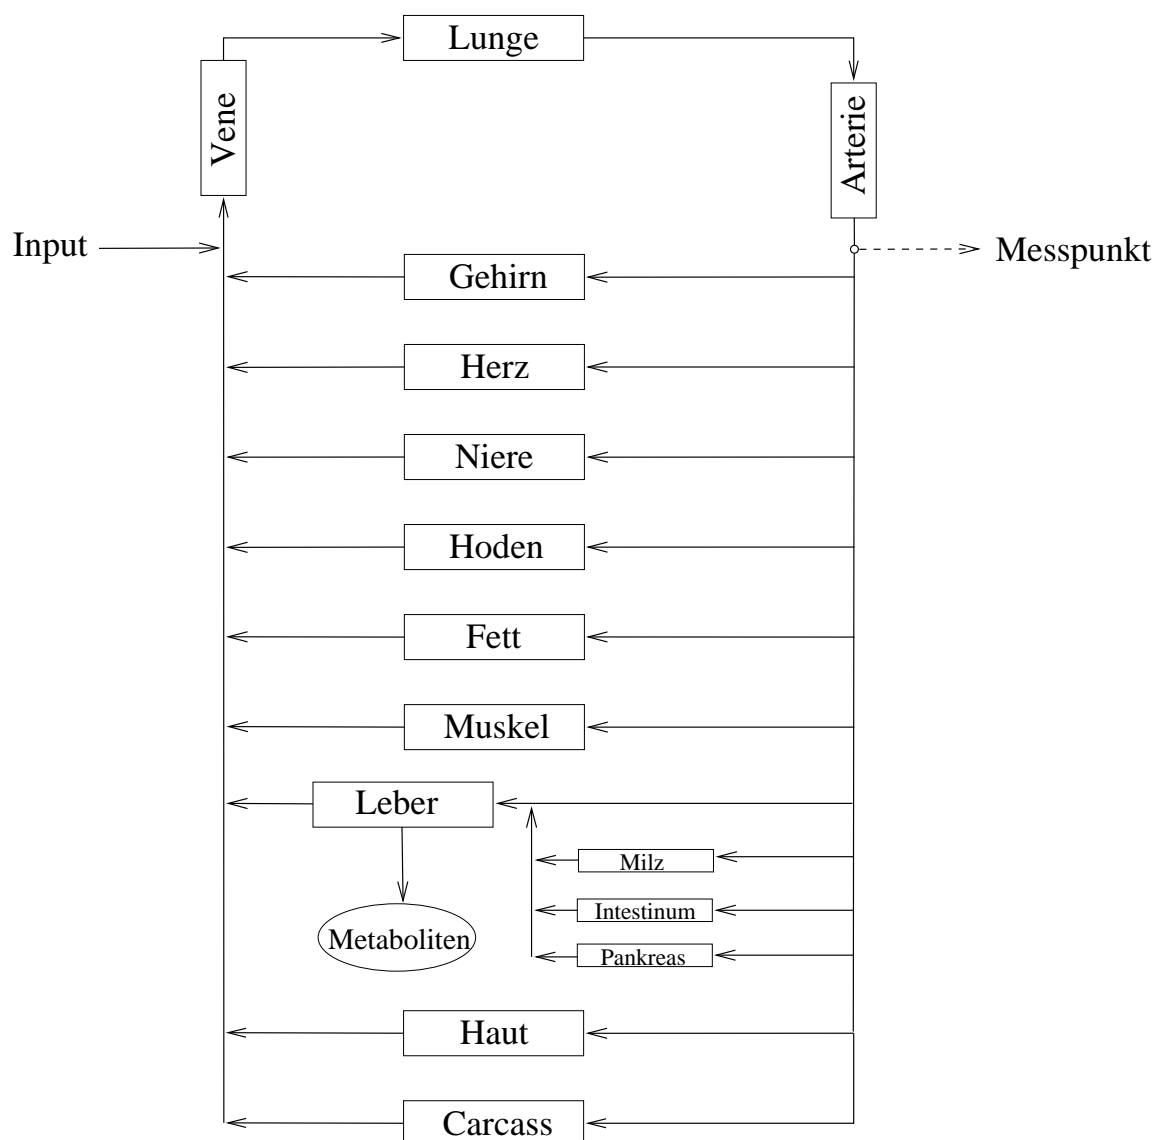 Lunge
Vene
Arterie
Input
Messpunkt
Gehirn
Herz
Niere
Hoden
Fett
Muskel
Leber
Milz
Intestinum
Metaboliten
Pankreas
Haut
Carcass